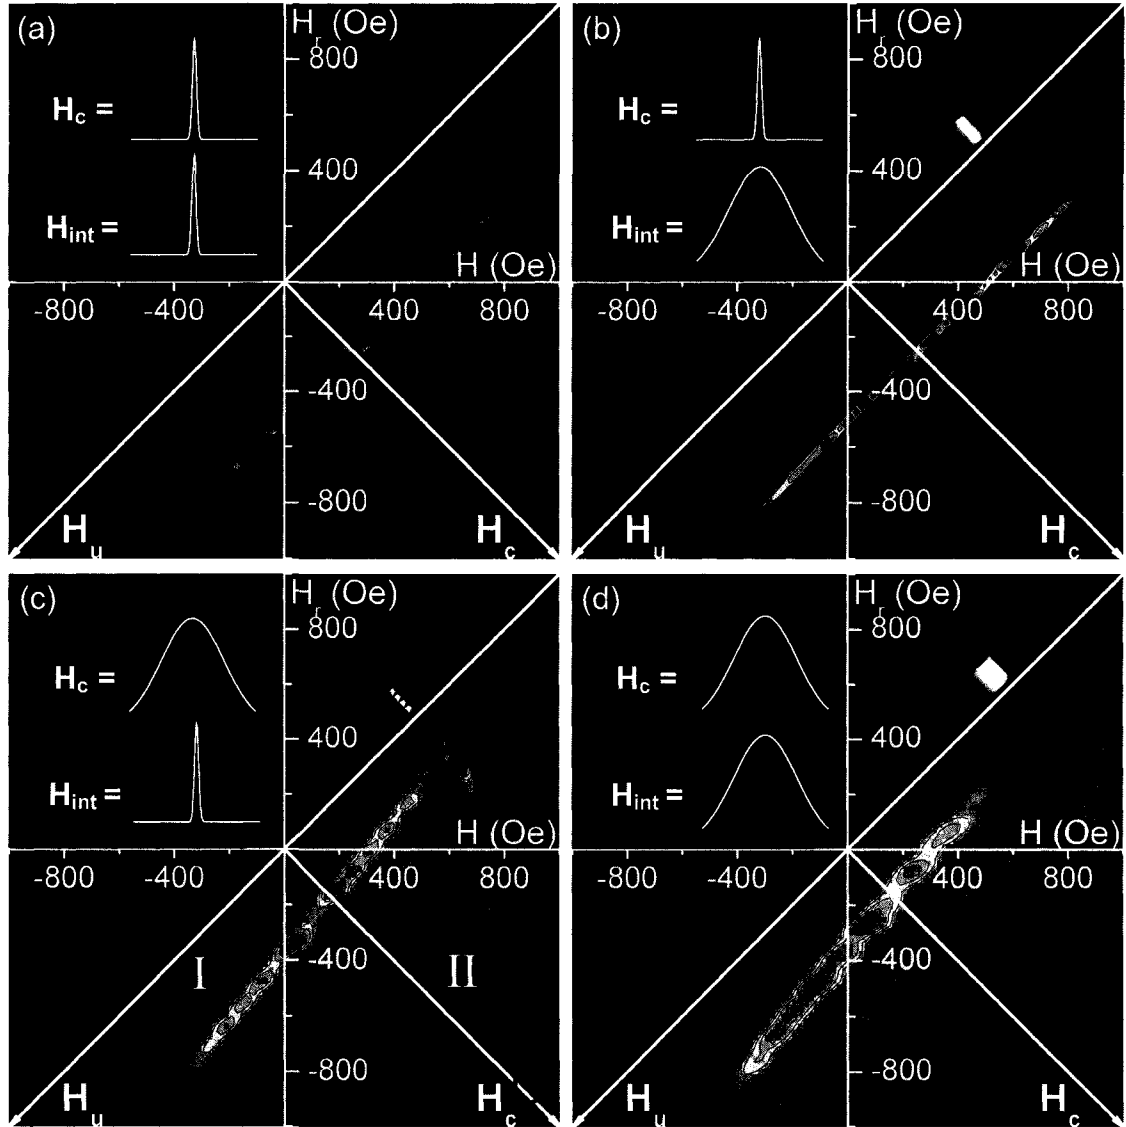 (a)
H_r (Oe)
800
H_c =
400
H_int =
H (Oe)
-800 -400 400 800
-400
-800
H_u H_c
(b)
H_r (Oe)
800
H_c =
400
H_int =
H (Oe)
-800 -400 400 800
-400
-800
H_u H_c
(c)
H_r (Oe)
800
H_c =
400
H_int =
H (Oe)
-800 -400 400 800
I -400 II
-800
H_u H_c
(d)
H_r (Oe)
800
H_c =
400
H_int =
H (Oe)
-800 -400 400 800
-400
-800
H_u H_c